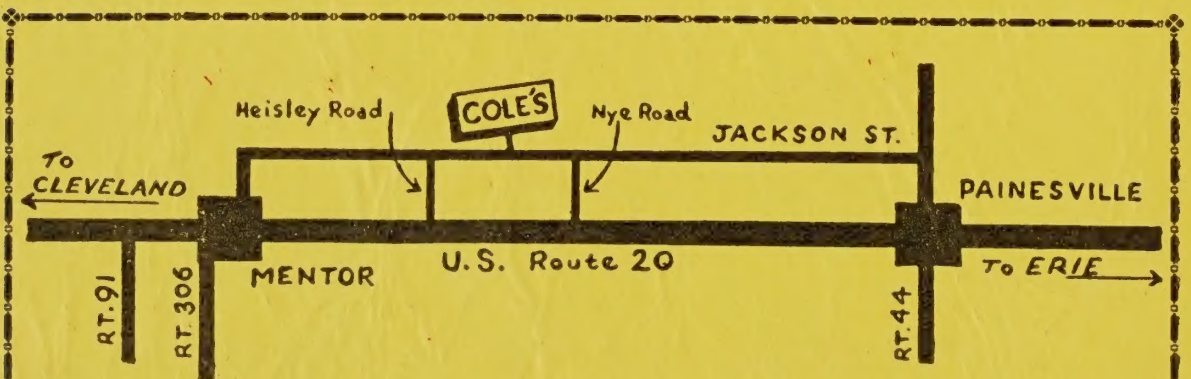 Heisley Road
COLE'S
Nye Road
JACKSON ST.
TO
CLEVELAND
PAINESVILLE
MENTOR
U.S. Route 20
To ERIE
RT. 91
RT. 306
RT. 44